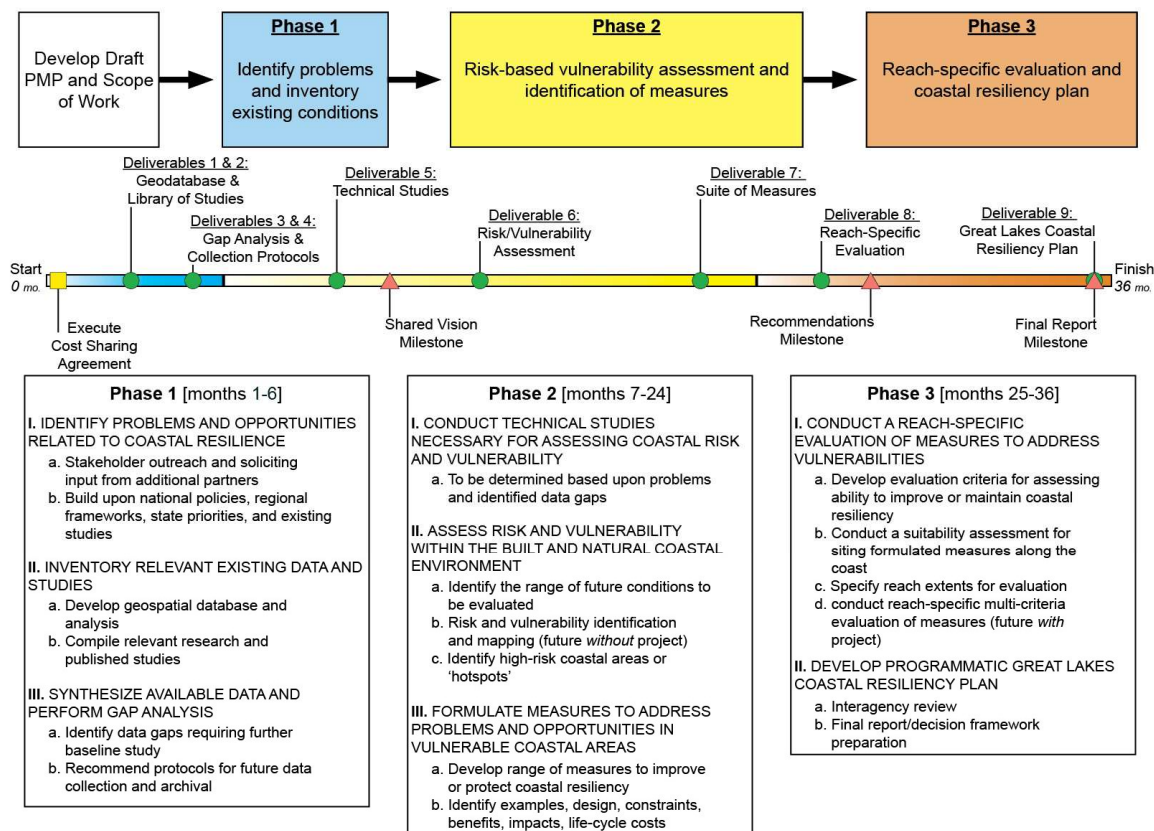 Develop Draft
PMP and Scope
of Work
Phase 1
Identify problems
and inventory
existing conditions
Phase 2
Risk-based vulnerability assessment and
identification of measures
Phase 3
Reach-specific evaluation and
coastal resiliency plan
Deliverables 1 & 2:
Geodatabase &
Library of Studies
Deliverables 3 & 4:
Gap Analysis &
Collection Protocols
Deliverable 5:
Technical Studies
Deliverable 6:
Risk/Vulnerability
Assessment
Deliverable 7:
Suite of Measures
Deliverable 8:
Reach-Specific
Evaluation
Deliverable 9:
Great Lakes Coastal
Resiliency Plan
Start
0 mo.
Finish
36 mo.
Execute
Cost Sharing
Agreement
Shared Vision
Milestone
Recommendations
Milestone
Final Report
Milestone
Phase 1 [months 1-6]
I. IDENTIFY PROBLEMS AND OPPORTUNITIES
RELATED TO COASTAL RESILIENCE
a. Stakeholder outreach and soliciting
input from additional partners
b. Build upon national policies, regional
frameworks, state priorities, and existing
studies
II. INVENTORY RELEVANT EXISTING DATA AND
STUDIES
a. Develop geospatial database and
analysis
b. Compile relevant research and
published studies
III. SYNTHESIZE AVAILABLE DATA AND
PERFORM GAP ANALYSIS
a. Identify data gaps requiring further
baseline study
b. Recommend protocols for future data
collection and archival
Phase 2 [months 7-24]
I. CONDUCT TECHNICAL STUDIES
NECESSARY FOR ASSESSING COASTAL RISK
AND VULNERABILITY
a. To be determined based upon problems
and identified data gaps
II. ASSESS RISK AND VULNERABILITY
WITHIN THE BUILT AND NATURAL COASTAL
ENVIRONMENT
a. Identify the range of future conditions to
be evaluated
b. Risk and vulnerability identification
and mapping (future without project)
c. Identify high-risk coastal areas or
‘hotspots’
III. FORMULATE MEASURES TO ADDRESS
PROBLEMS AND OPPORTUNITIES IN
VULNERABLE COASTAL AREAS
a. Develop range of measures to improve
or protect coastal resiliency
b. Identify examples, design, constraints,
benefits, impacts, life-cycle costs
Phase 3 [months 25-36]
I. CONDUCT A REACH-SPECIFIC
EVALUATION OF MEASURES TO ADDRESS
VULNERABILITIES
a. Develop evaluation criteria for assessing
ability to improve or maintain coastal
resiliency
b. Conduct a suitability assessment for
siting formulated measures along the
coast
c. Specify reach extents for evaluation
d. conduct reach-specific multi-criteria
evaluation of measures (future with
project)
II. DEVELOP PROGRAMMATIC GREAT LAKES
COASTAL RESILIENCY PLAN
a. Interagency review
b. Final report/decision framework
preparation